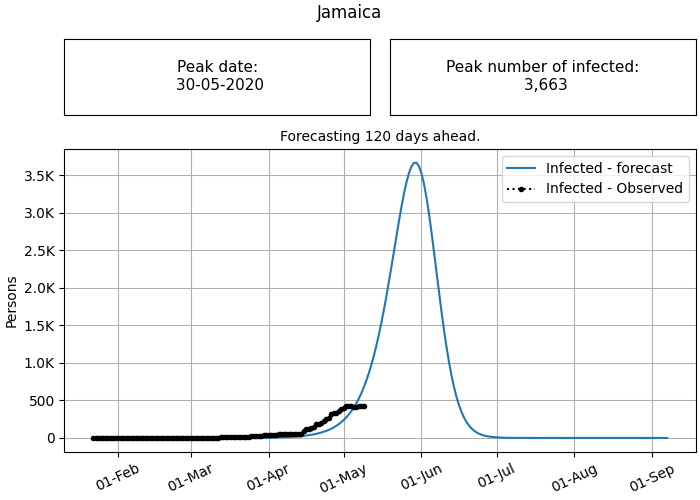 Jamaica
Peak date:
30-05-2020
Peak number of infected:
3,663
Forecasting 120 days ahead.
Infected - forecast
Infected - Observed
Persons
3.5K
3.0K
2.5K
2.0K
1.5K
1.0K
500
0
01-Feb
01-Mar
01-Apr
01-May
01-Jun
01-Jul
01-Aug
01-Sep